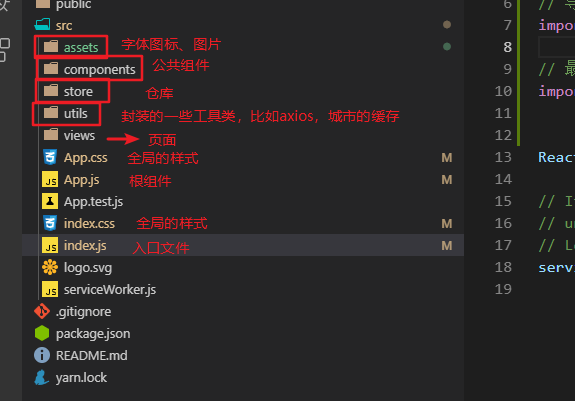 public
src
assets 字体图标、图片
components 公共组件
store 仓库
utils 封装的一些工具类，比如axios，城市的缓存
views 页面
App.css 全局的样式 M
App.js 根组件 M
App.test.js
index.css 全局的样式 M
index.js 入口文件 M
logo.svg
serviceWorker.js
.gitignore
package.json
README.md
yarn.lock
6 //
7 impor
8
9 // 最
10 impor
11
12
13 Reac
14
15 // I
16 // u
17 // L
18 serv
19